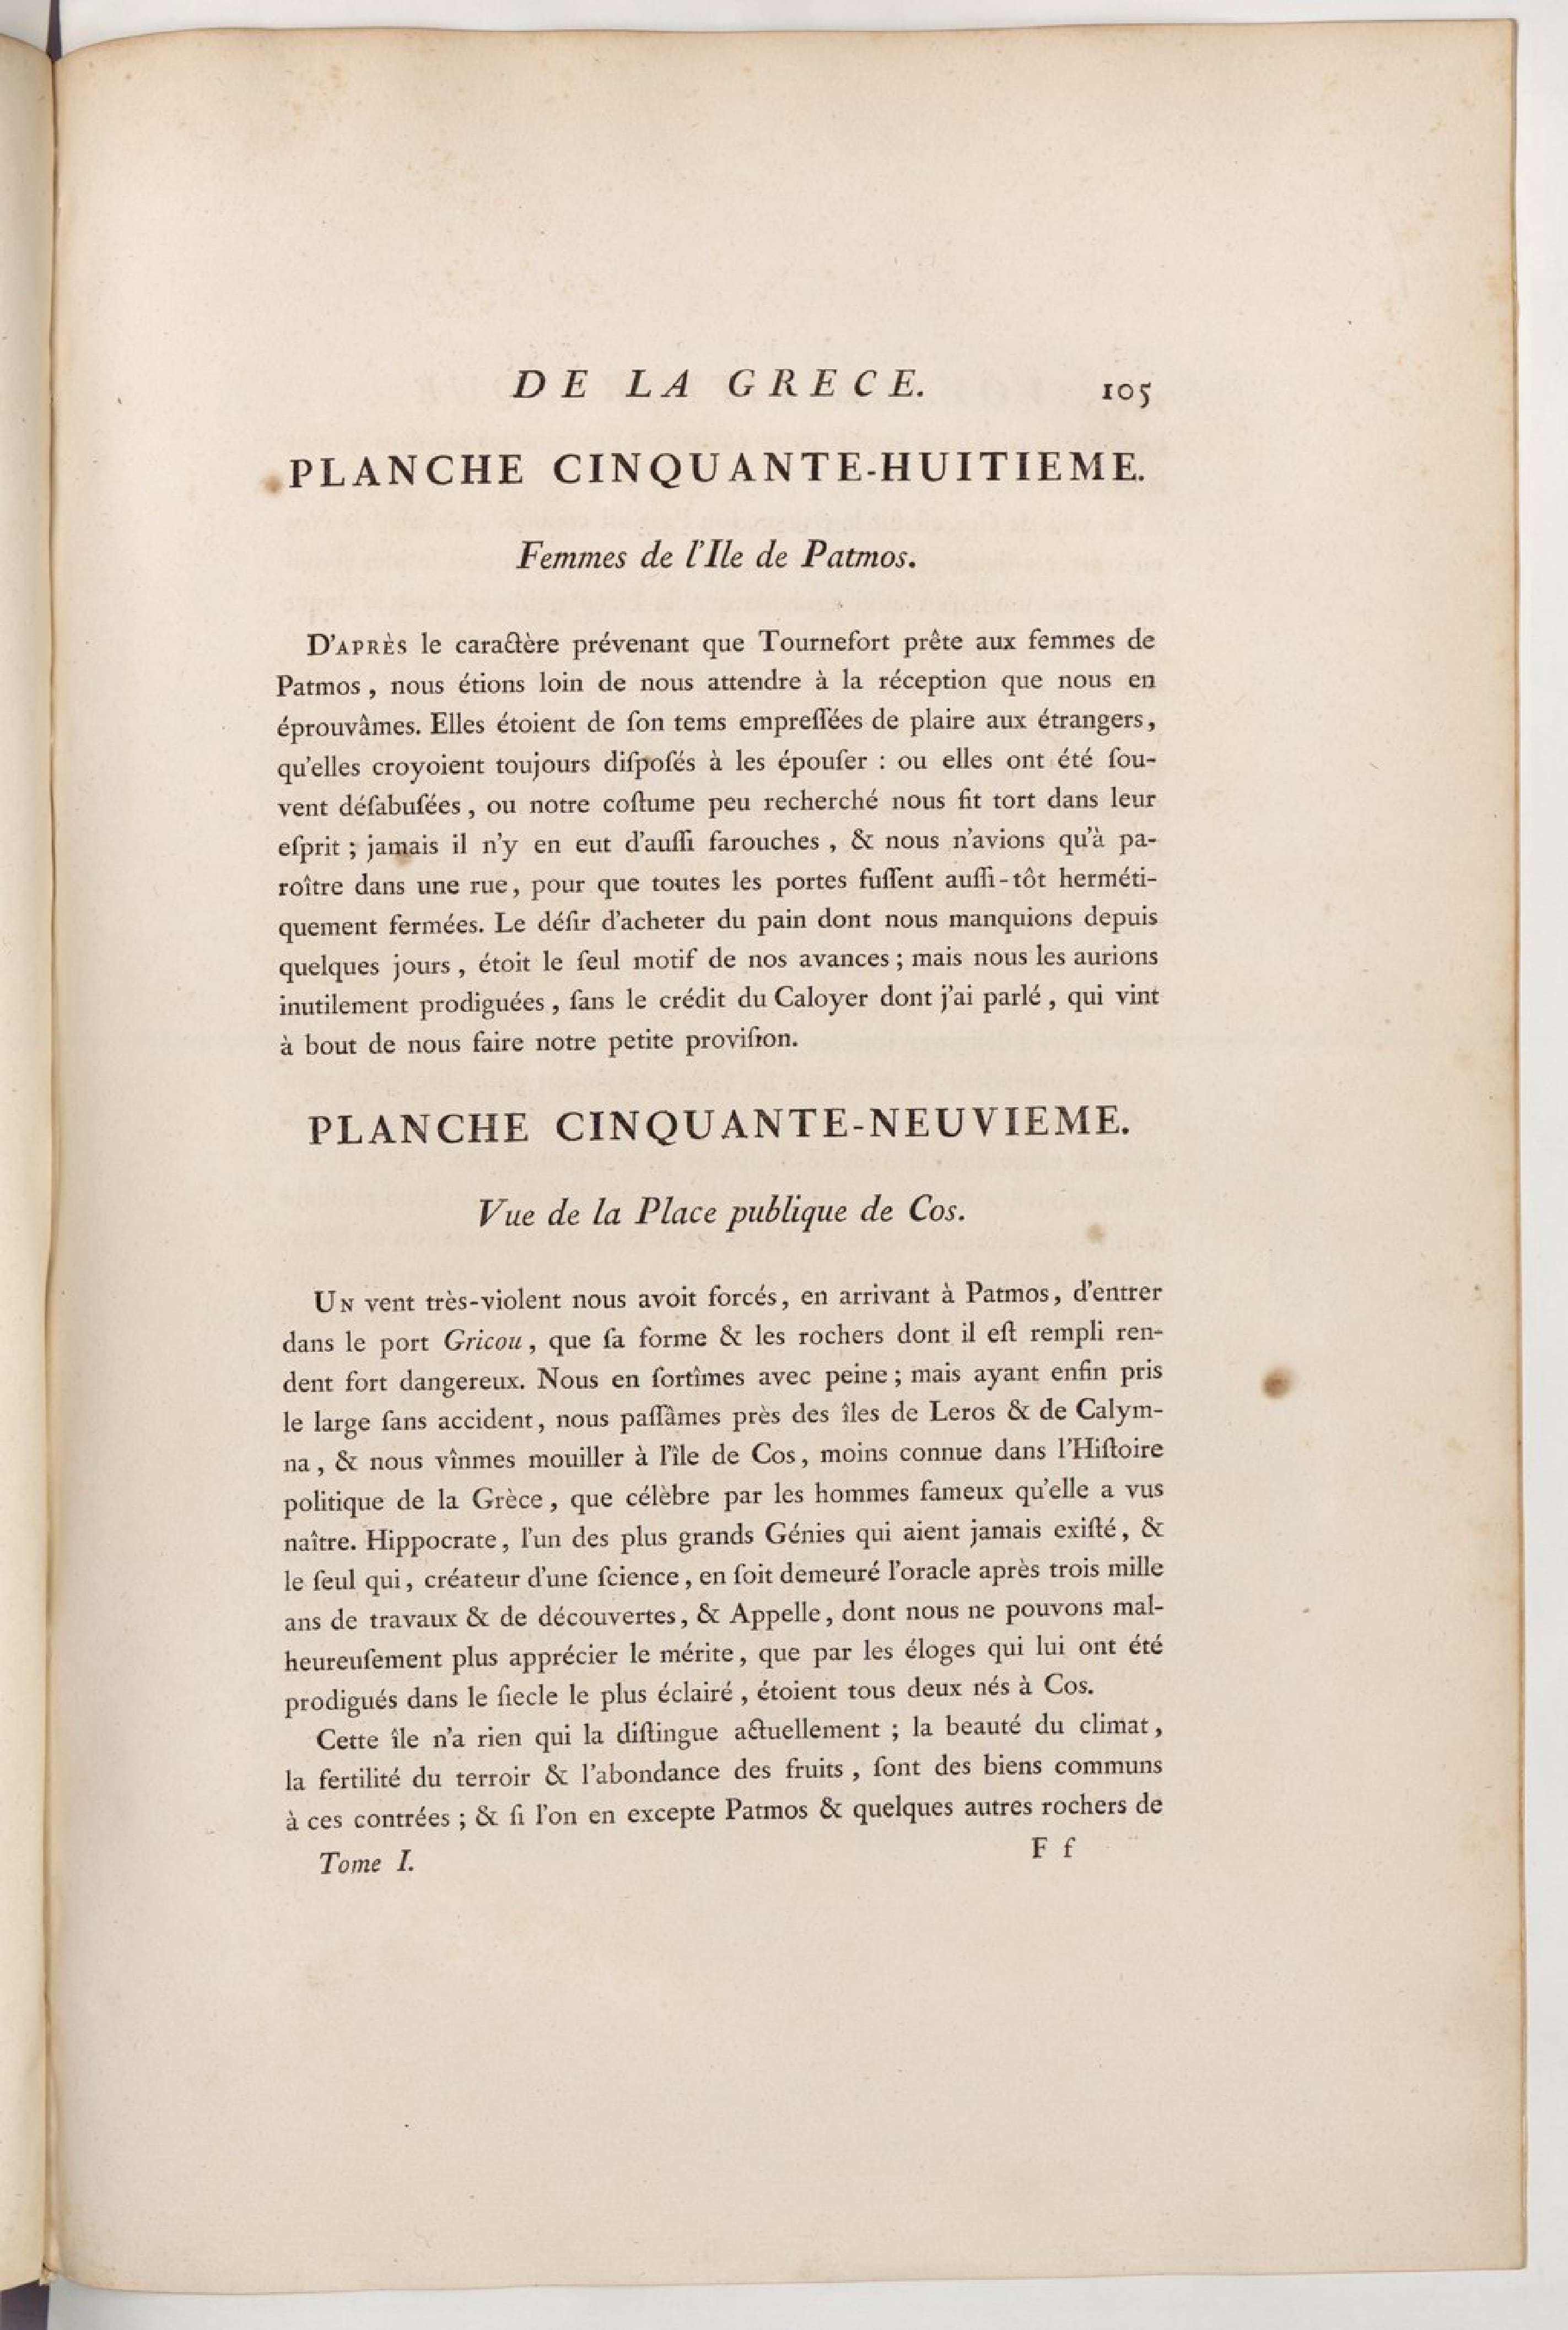 DE LA GRECE. 105
PLANCHE CINQUANTE-HUITIEME.
Femmes de l'Ile de Patmos.
D'APRÈS le caractère prévenant que Tournefort prête aux femmes de
Patmos, nous étions loin de nous attendre à la réception que nous en
éprouvâmes. Elles étoient de ſon tems empreſſées de plaire aux étrangers,
qu'elles croyoient toujours diſpoſés à les épouſer : ou elles ont été ſou-
vent déſabuſées, ou notre coſtume peu recherché nous fit tort dans leur
eſprit ; jamais il n'y en eut d'auſſi farouches, & nous n'avions qu'à pa-
roître dans une rue, pour que toutes les portes fuſſent auſſi-tôt herméti-
quement fermées. Le déſir d'acheter du pain dont nous manquions depuis
quelques jours, étoit le ſeul motif de nos avances ; mais nous les aurions
inutilement prodiguées, ſans le crédit du Caloyer dont j'ai parlé, qui vint
à bout de nous faire notre petite proviſion.
PLANCHE CINQUANTE-NEUVIEME.
Vue de la Place publique de Cos.
UN vent très-violent nous avoit forcés, en arrivant à Patmos, d'entrer
dans le port Gricou, que ſa forme & les rochers dont il eſt rempli ren-
dent fort dangereux. Nous en ſortîmes avec peine ; mais ayant enfin pris
le large ſans accident, nous paſſâmes près des îles de Leros & de Calym-
na, & nous vînmes mouiller à l'île de Cos, moins connue dans l'Hiſtoire
politique de la Grèce, que célèbre par les hommes fameux qu'elle a vus
naître. Hippocrate, l'un des plus grands Génies qui aient jamais exiſté, &
le ſeul qui, créateur d'une ſcience, en ſoit demeuré l'oracle après trois mille
ans de travaux & de découvertes, & Appelle, dont nous ne pouvons mal-
heureuſement plus apprécier le mérite, que par les éloges qui lui ont été
prodigués dans le ſiecle le plus éclairé, étoient tous deux nés à Cos.
Cette île n'a rien qui la diſtingue actuellement ; la beauté du climat,
la fertilité du terroir & l'abondance des fruits, ſont des biens communs
à ces contrées ; & ſi l'on en excepte Patmos & quelques autres rochers de
Tome I. F f